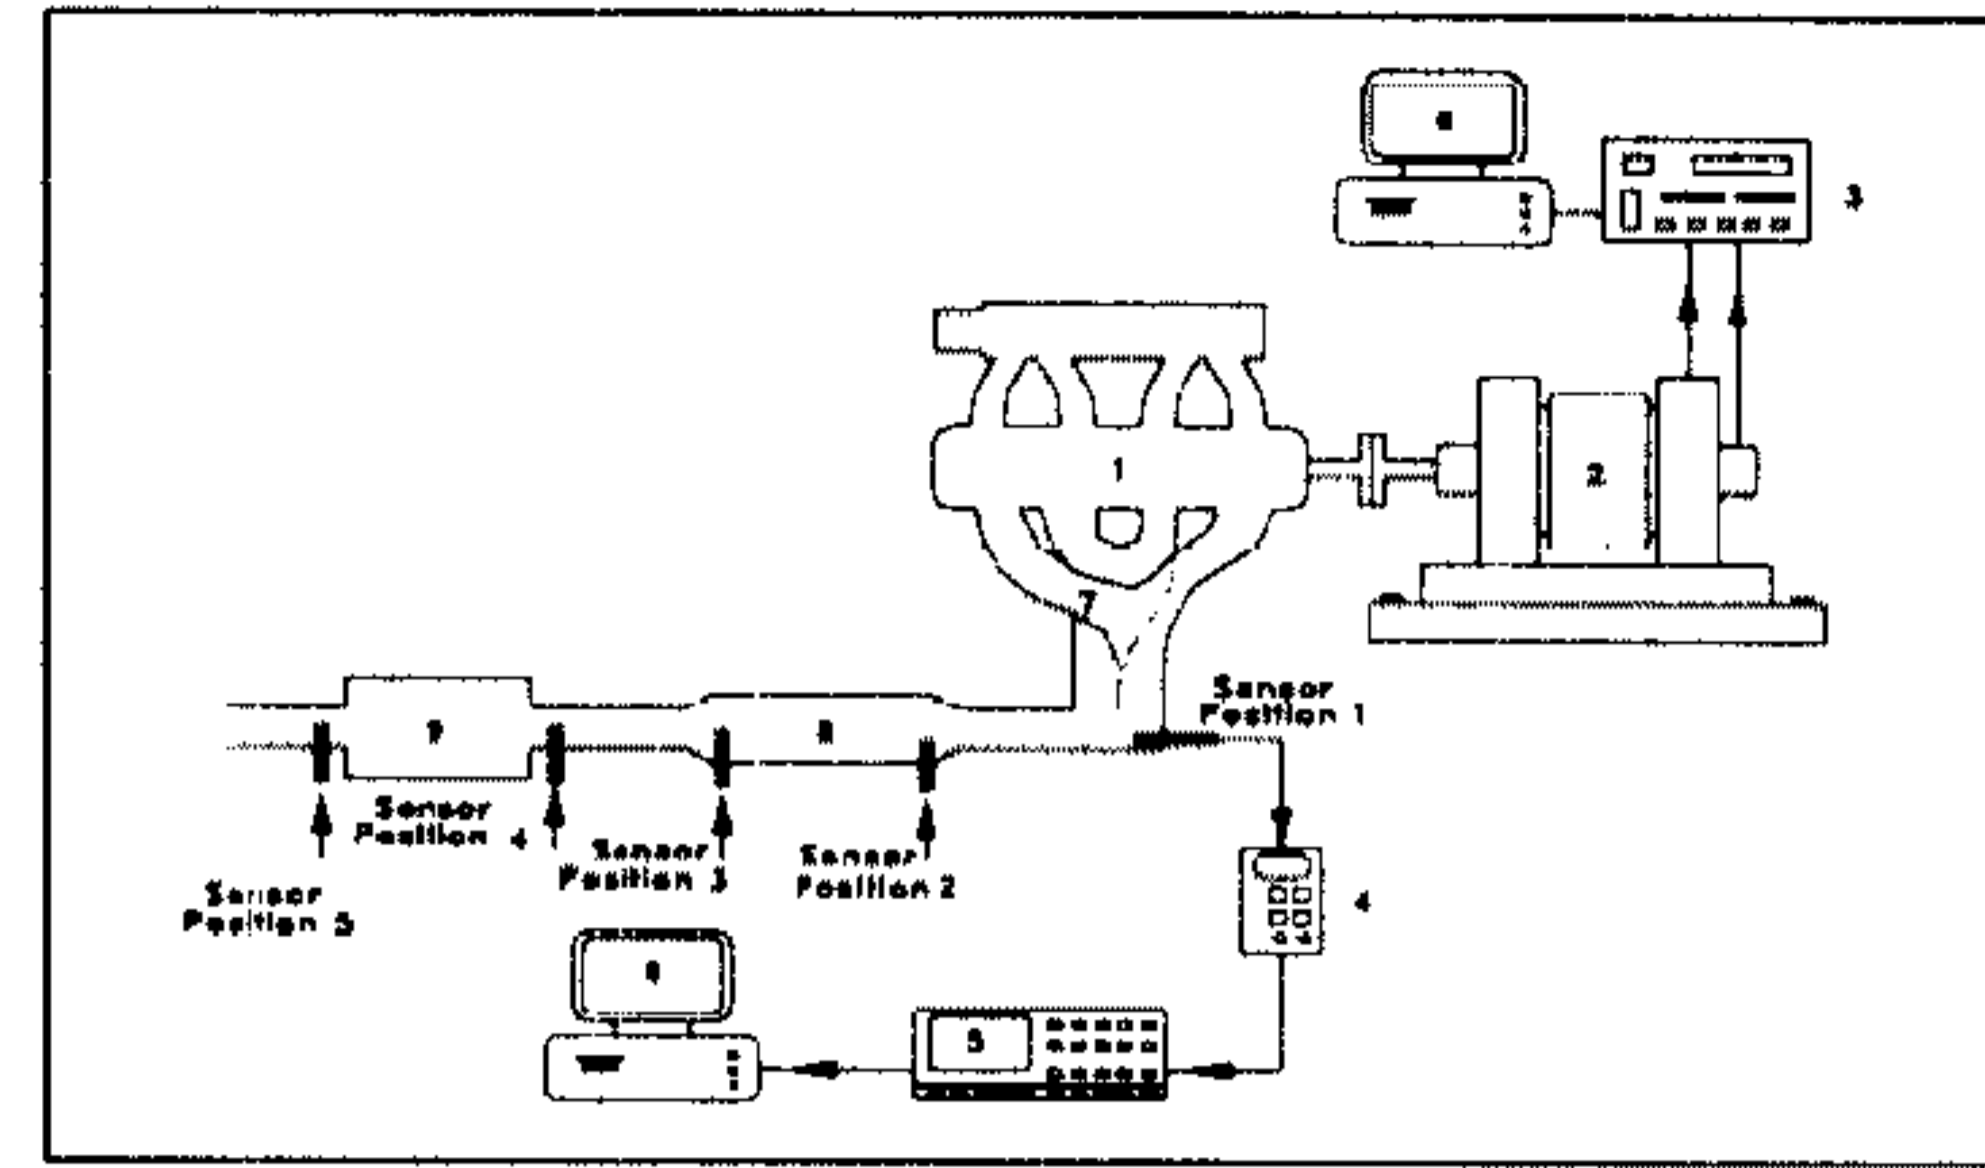 3
1
2
7
Sensor
Position 1
9
8
Sensor
Position 4
Sensor
Position 3
Sensor
Position 2
Sensor
Position 5
4
5